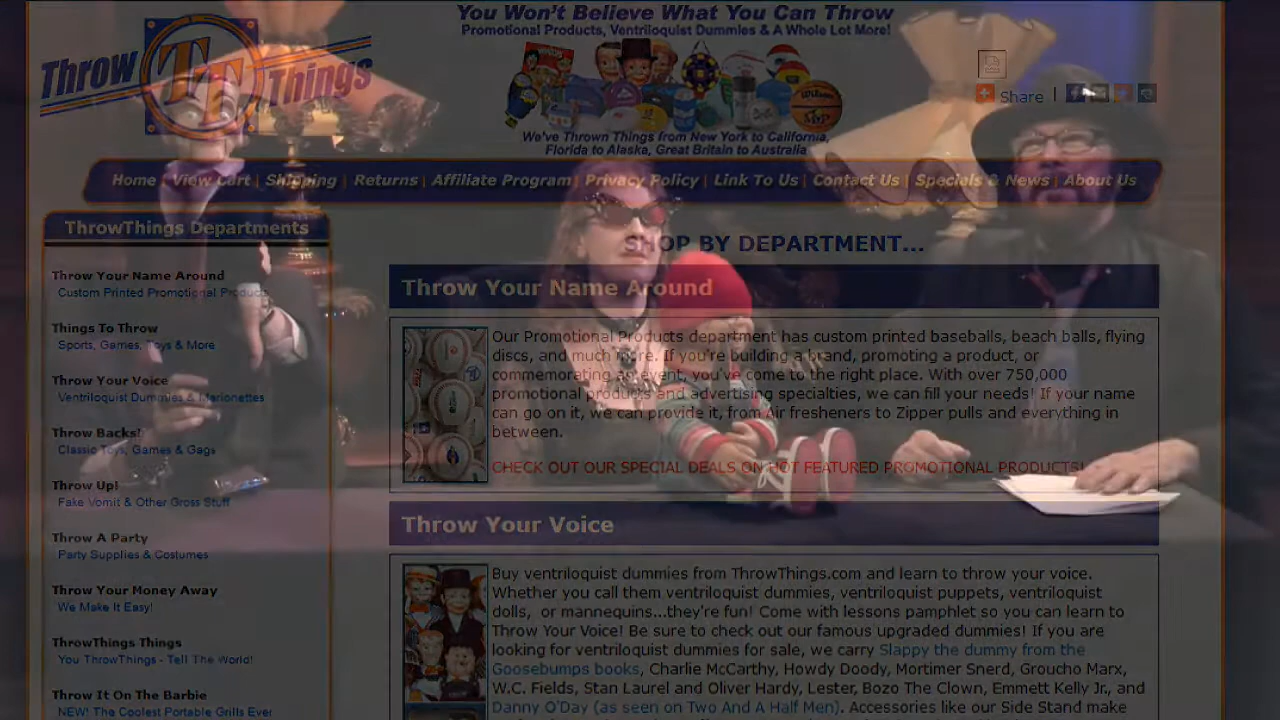 Throw TT Things
You Won't Believe What You Can Throw
Promotional Products, Ventriloquist Dummies & A Whole Lot More!
We've Thrown Things from New York to California,
Florida to Alaska, Great Britain to Australia
Share |
Home | View Cart | Shipping | Returns | Affiliate Program | Privacy Policy | Link To Us | Contact Us | Specials & News | About Us
ThrowThings Departments
Throw Your Name Around
Custom Printed Promotional Products
Things To Throw
Sports, Games, Toys & More
Throw Your Voice
Ventriloquist Dummies & Marionettes
Throw Backs!
Classic Toys, Games & Gags
Throw Up!
Fake Vomit & Other Gross Stuff
Throw A Party
Party Supplies & Costumes
Throw Your Money Away
We Make It Easy!
ThrowThings Things
You ThrowThings - Tell The World!
Throw It On The Barbie
NEW! The Coolest Portable Grills Ever
SHOP BY DEPARTMENT...
Throw Your Name Around
Our Promotional Products department has custom printed baseballs, beach balls, flying
discs, and much more. If you're building a brand, promoting a product, or
commemorating an event, you've come to the right place. With over 750,000
promotional products and advertising specialties, we can fill your needs! If your name
can go on it, we can provide it, from Air fresheners to Zipper pulls and everything in
between.
CHECK OUT OUR SPECIAL DEALS ON HOT FEATURED PROMOTIONAL PRODUCTS!
Throw Your Voice
Buy ventriloquist dummies from ThrowThings.com and learn to throw your voice.
Whether you call them ventriloquist dummies, ventriloquist puppets, ventriloquist
dolls, or mannequins...they're fun! Come with lessons pamphlet so you can learn to
Throw Your Voice! Be sure to check out our famous upgraded dummies! If you are
looking for ventriloquist dummies for sale, we carry Slappy the dummy from the
Goosebumps books, Charlie McCarthy, Howdy Doody, Mortimer Snerd, Groucho Marx,
W.C. Fields, Stan Laurel and Oliver Hardy, Lester, Bozo The Clown, Emmett Kelly Jr., and
Danny O'Day (as seen on Two And A Half Men). Accessories like our Side Stand make